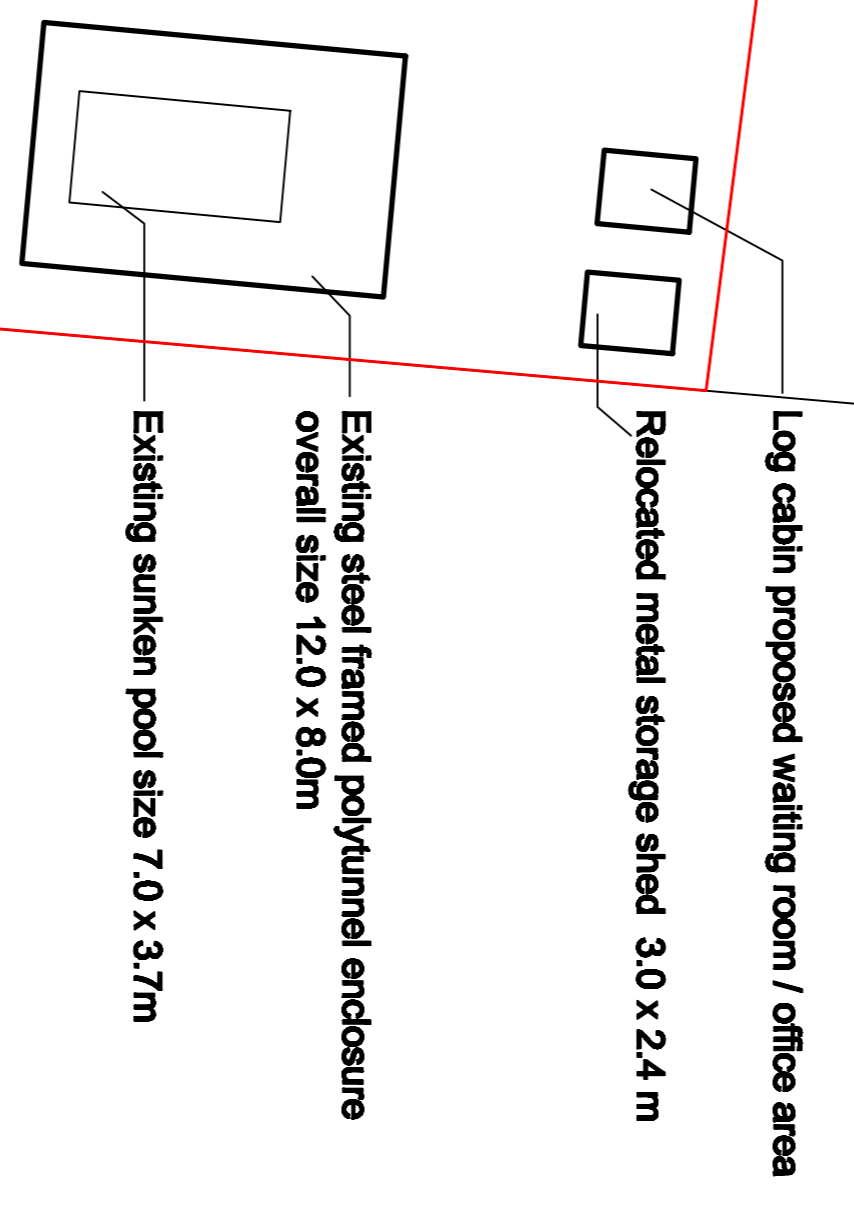 Log cabin proposed waiting room / office area
Relocated metal storage shed 3.0 x 2.4 m
Existing steel framed polytunnel enclosure
overall size 12.0 x 8.0m
Existing sunken pool size 7.0 x 3.7m